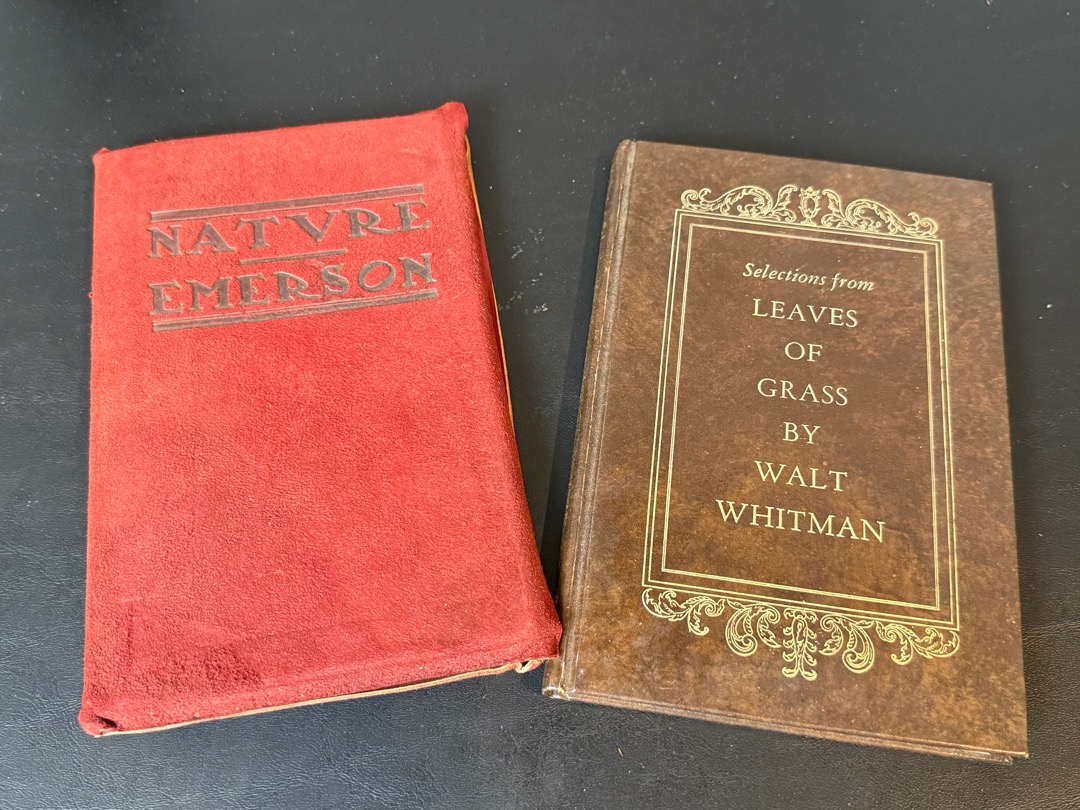 NATVRE
EMERSON
Selections from
LEAVES
OF
GRASS
BY
WALT
WHITMAN